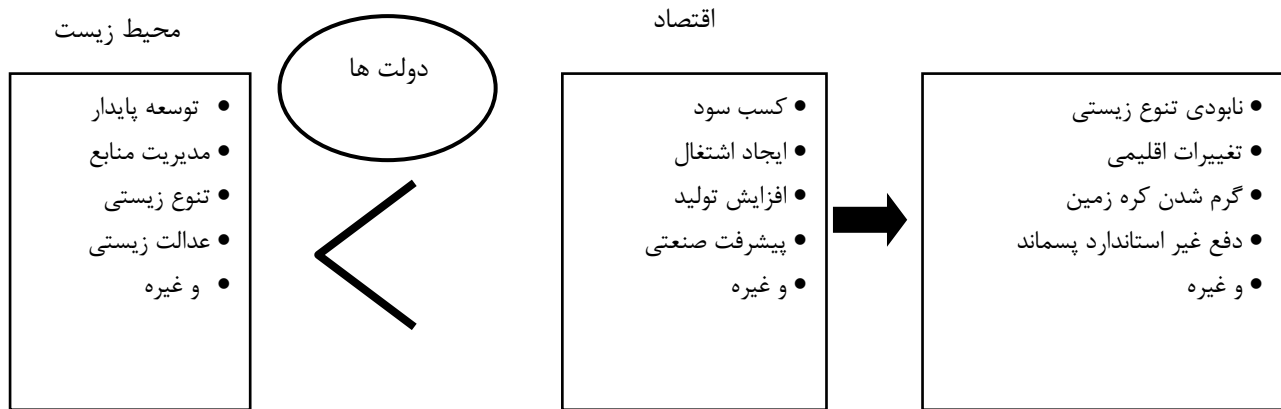 محیط زیست
توسعه پایدار
مدیریت منابع
تنوع زیستی
عدالت زیستی
و غیره
دولت ها
اقتصاد
کسب سود
ایجاد اشتغال
افزایش تولید
پیشرفت صنعتی
و غیره
نابودی تنوع زیستی
تغییرات اقلیمی
گرم شدن کره زمین
دفع غیر استاندارد پسماند
و غیره